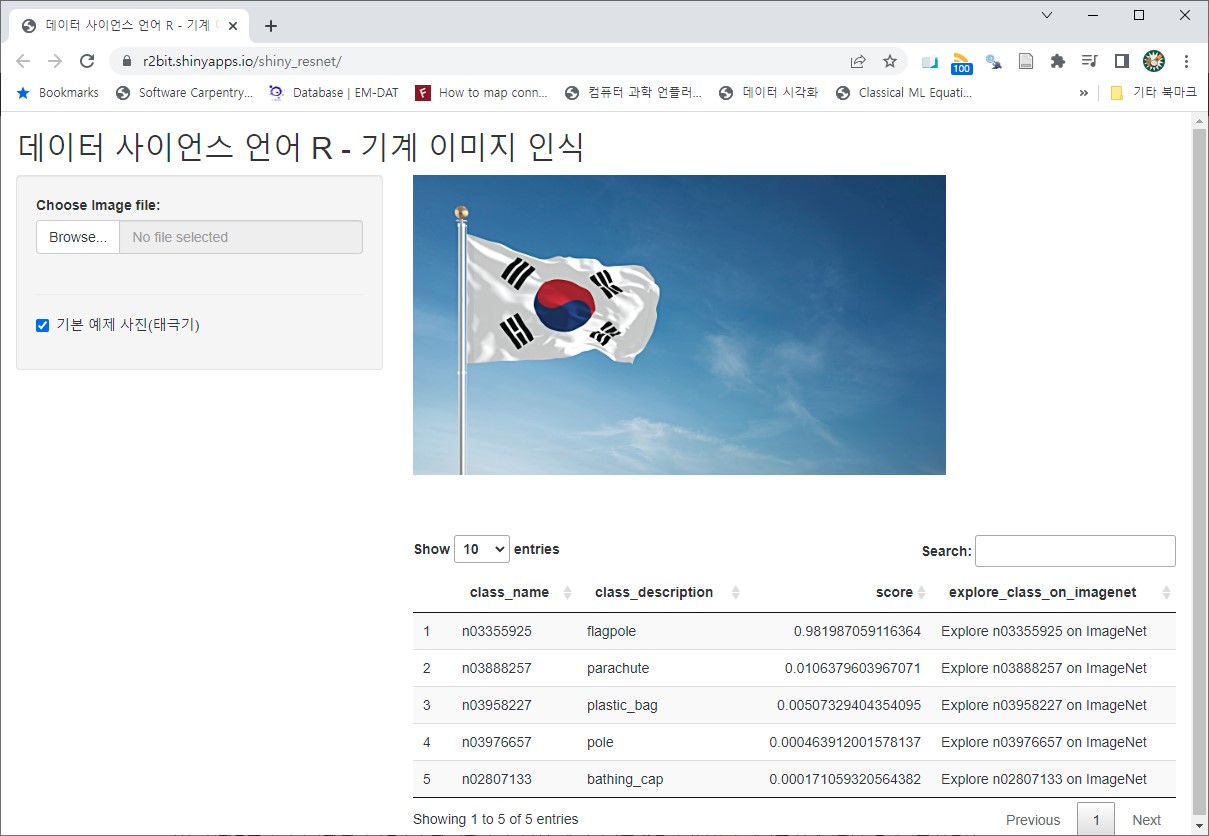 데이터 사이언스 언어 R - 기계
r2bit.shinyapps.io/shiny_resnet/
100
Bookmarks Software Carpentry... Database | EM-DAT How to map conn... 컴퓨터 과학 언플러... 데이터 시각화 Classical ML Equati... » 기타 북마크
데이터 사이언스 언어 R - 기계 이미지 인식
Choose Image file:
Browse... No file selected
기본 예제 사진(태극기)
Show 10 entries Search:
class_name class_description score explore_class_on_imagenet
1 n03355925 flagpole 0.981987059116364 Explore n03355925 on ImageNet
2 n03888257 parachute 0.0106379603967071 Explore n03888257 on ImageNet
3 n03958227 plastic_bag 0.00507329404354095 Explore n03958227 on ImageNet
4 n03976657 pole 0.000463912001578137 Explore n03976657 on ImageNet
5 n02807133 bathing_cap 0.000171059320564382 Explore n02807133 on ImageNet
Showing 1 to 5 of 5 entries Previous 1 Next